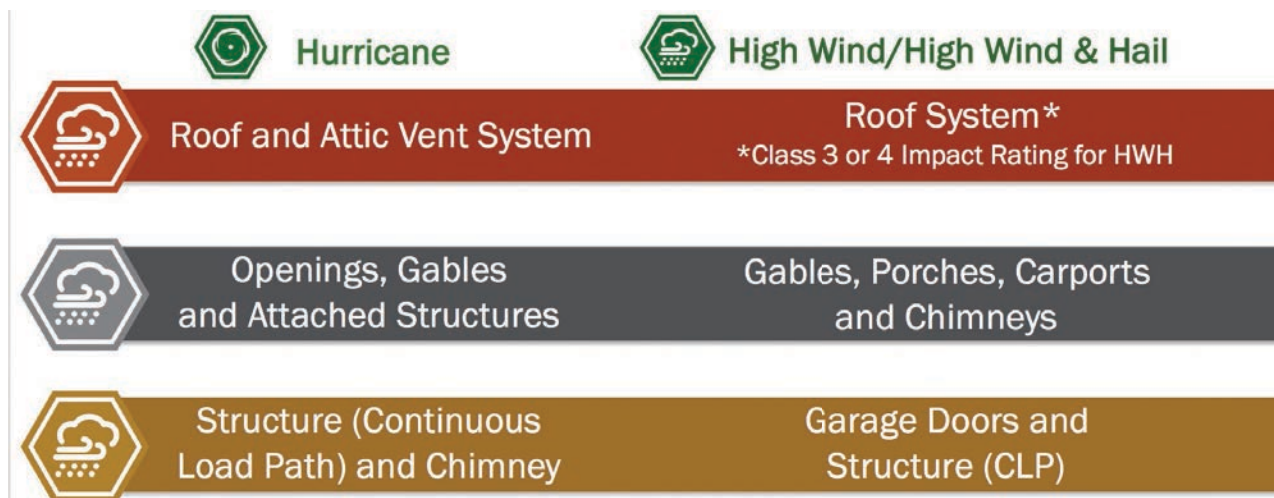 Hurricane
High Wind/High Wind & Hail
Roof and Attic Vent System
Roof System*
*Class 3 or 4 Impact Rating for HWH
Openings, Gables
and Attached Structures
Gables, Porches, Carports
and Chimneys
Structure (Continuous
Load Path) and Chimney
Garage Doors and
Structure (CLP)